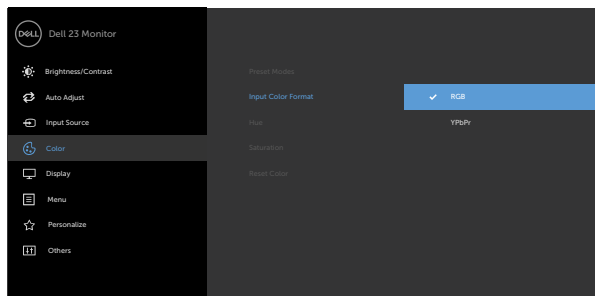 DELL Dell 23 Monitor
Brightness/Contrast
Auto Adjust
Input Source
Color
Display
Menu
Personalize
Others
Preset Modes
Input Color Format
Hue
Saturation
Reset Color
RGB
YPbPr